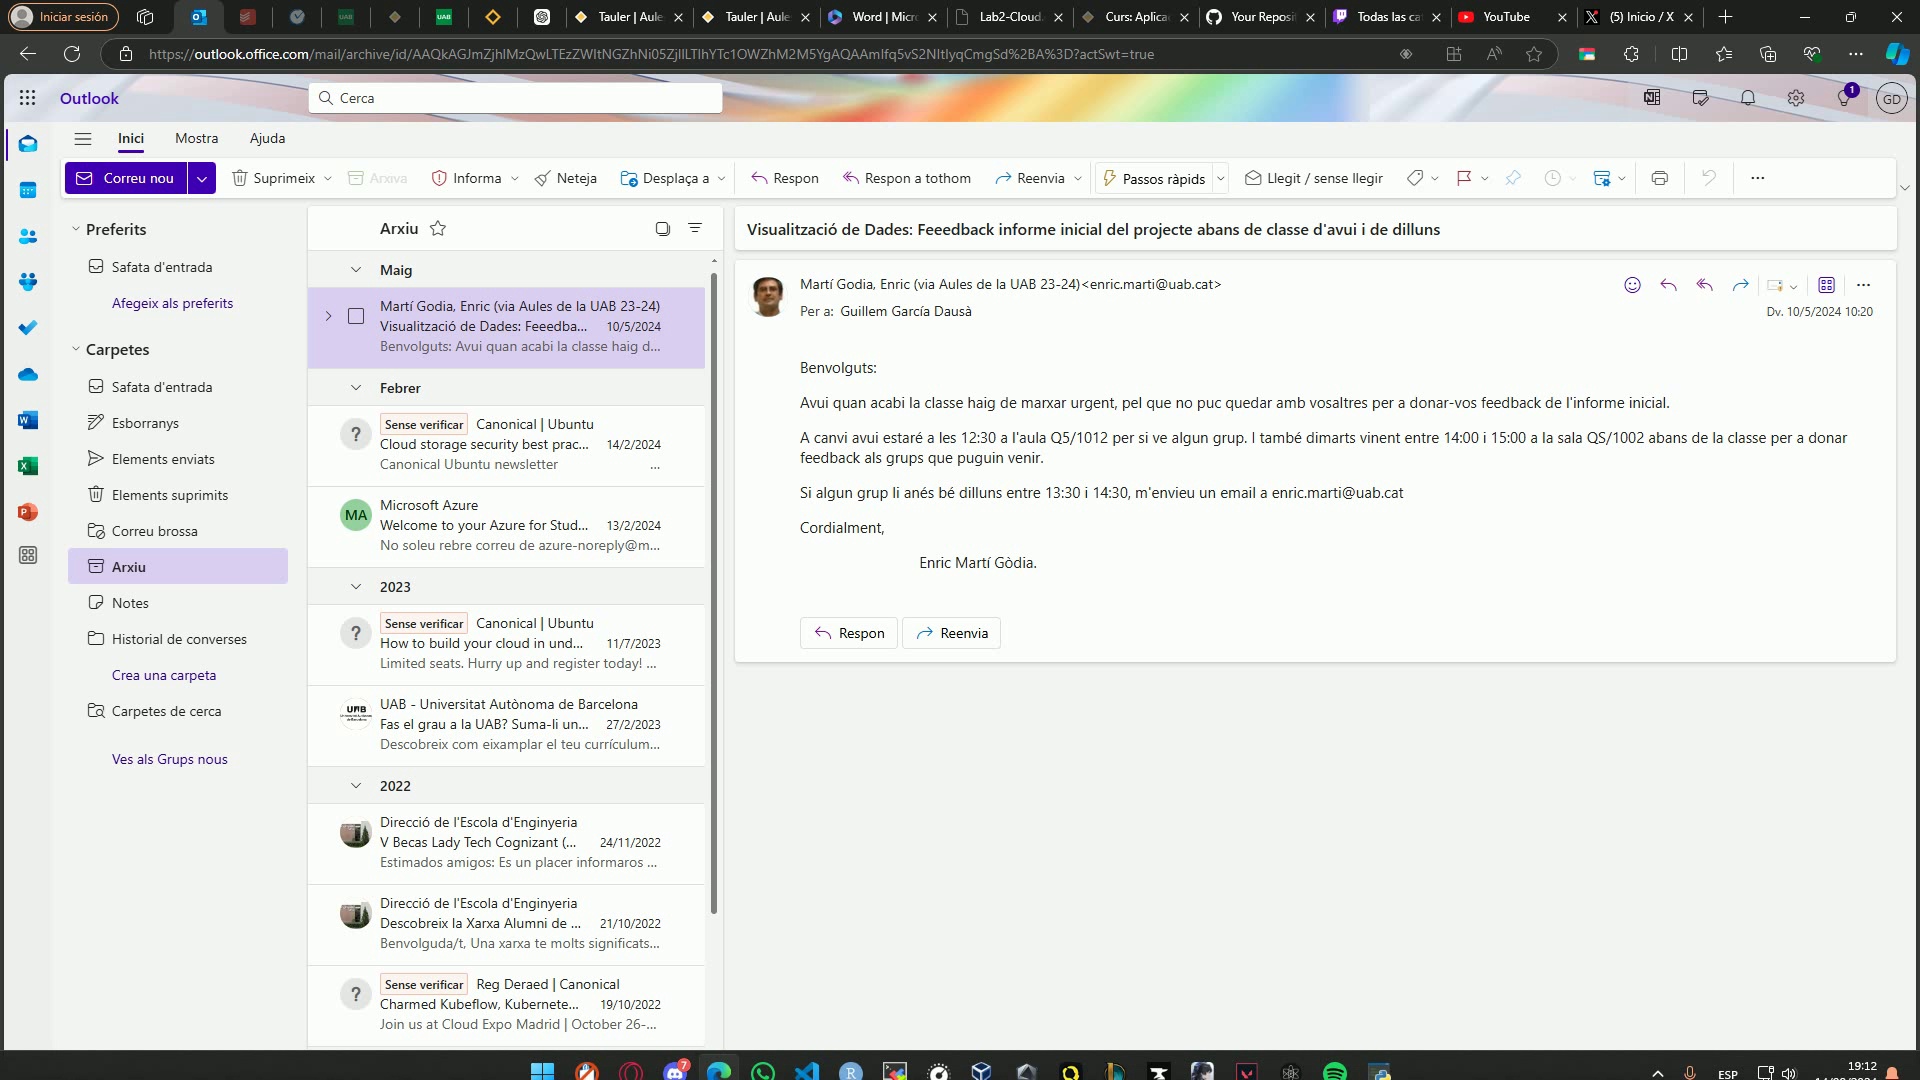 Iniciar sesión
Tauler | Aule
Tauler | Aule
Word | Micr
Lab2-Cloud.
Curs: Aplica
Your Reposi
Todas las ca
YouTube
(5) Inicio / X
Outlook
Cerca
1
GD
Inici
Mostra
Ajuda
Correu nou
Suprimeix
Arxiva
Informa
Neteja
Desplaça a
Respon
Respon a tothom
Reenvia
Passos ràpids
Llegit / sense llegir
Preferits
Safata d'entrada
Afegeix als preferits
Carpetes
Safata d'entrada
Esborranys
Elements enviats
Elements suprimits
Correu brossa
Arxiu
Notes
Historial de converses
Crea una carpeta
Carpetes de cerca
Ves als Grups nous
Arxiu
Maig
Martí Godia, Enric (via Aules de la UAB 23-24)
Visualització de Dades: Feeedba... 10/5/2024
Benvolguts: Avui quan acabi la classe haig d...
Febrer
? Sense verificar Canonical | Ubuntu
Cloud storage security best prac... 14/2/2024
Canonical Ubuntu newsletter ...
MA Microsoft Azure
Welcome to your Azure for Stud... 13/2/2024
No soleu rebre correu de azure-noreply@m...
2023
? Sense verificar Canonical | Ubuntu
How to build your cloud in und... 11/7/2023
Limited seats. Hurry up and register today! ...
UAB - Universitat Autònoma de Barcelona
Fas el grau a la UAB? Suma-li un... 27/2/2023
Descobreix com eixamplar el teu currículum...
2022
Direcció de l'Escola d'Enginyeria
V Becas Lady Tech Cognizant (... 24/11/2022
Estimados amigos: Es un placer informaros ...
Direcció de l'Escola d'Enginyeria
Descobreix la Xarxa Alumni de ... 21/10/2022
Benvolguda/t, Una xarxa te molts significats...
? Sense verificar Reg Deraed | Canonical
Charmed Kubeflow, Kubernete... 19/10/2022
Join us at Cloud Expo Madrid | October 26-...
Visualització de Dades: Feeedback informe inicial del projecte abans de classe d'avui i de dilluns
Martí Godia, Enric (via Aules de la UAB 23-24)<enric.marti@uab.cat>
Per a: Guillem García Dausà
Dv. 10/5/2024 10:20
Benvolguts:
Avui quan acabi la classe haig de marxar urgent, pel que no puc quedar amb vosaltres per a donar-vos feedback de l'informe inicial.
A canvi avui estaré a les 12:30 a l'aula Q5/1012 per si ve algun grup. I també dimarts vinent entre 14:00 i 15:00 a la sala QS/1002 abans de la classe per a donar
feedback als grups que puguin venir.
Si algun grup li anés bé dilluns entre 13:30 i 14:30, m'envieu un email a enric.marti@uab.cat
Cordialment,
Enric Martí Gòdia.
Respon
Reenvia
7
ESP
19:12